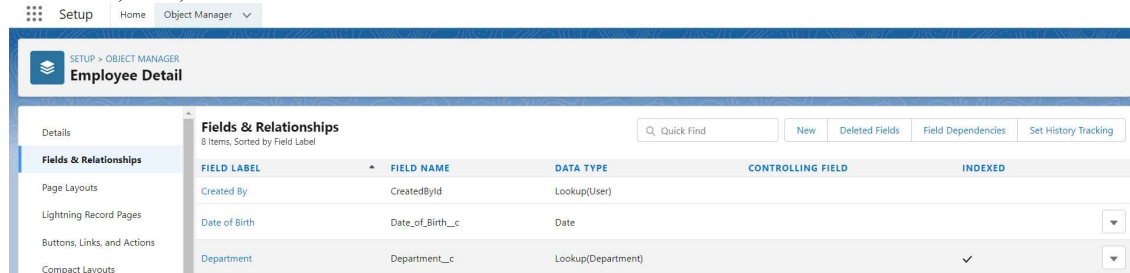 Setup Home Object Manager
SETUP > OBJECT MANAGER
Employee Detail
Details
Fields & Relationships
Page Layouts
Lightning Record Pages
Buttons, Links, and Actions
Compact Layouts
Fields & Relationships
8 Items, Sorted by Field Label
Quick Find New Deleted Fields Field Dependencies Set History Tracking
FIELD LABEL FIELD NAME DATA TYPE CONTROLLING FIELD INDEXED
Created By CreatedById Lookup(User)
Date of Birth Date_of_Birth__c Date
Department Department__c Lookup(Department)